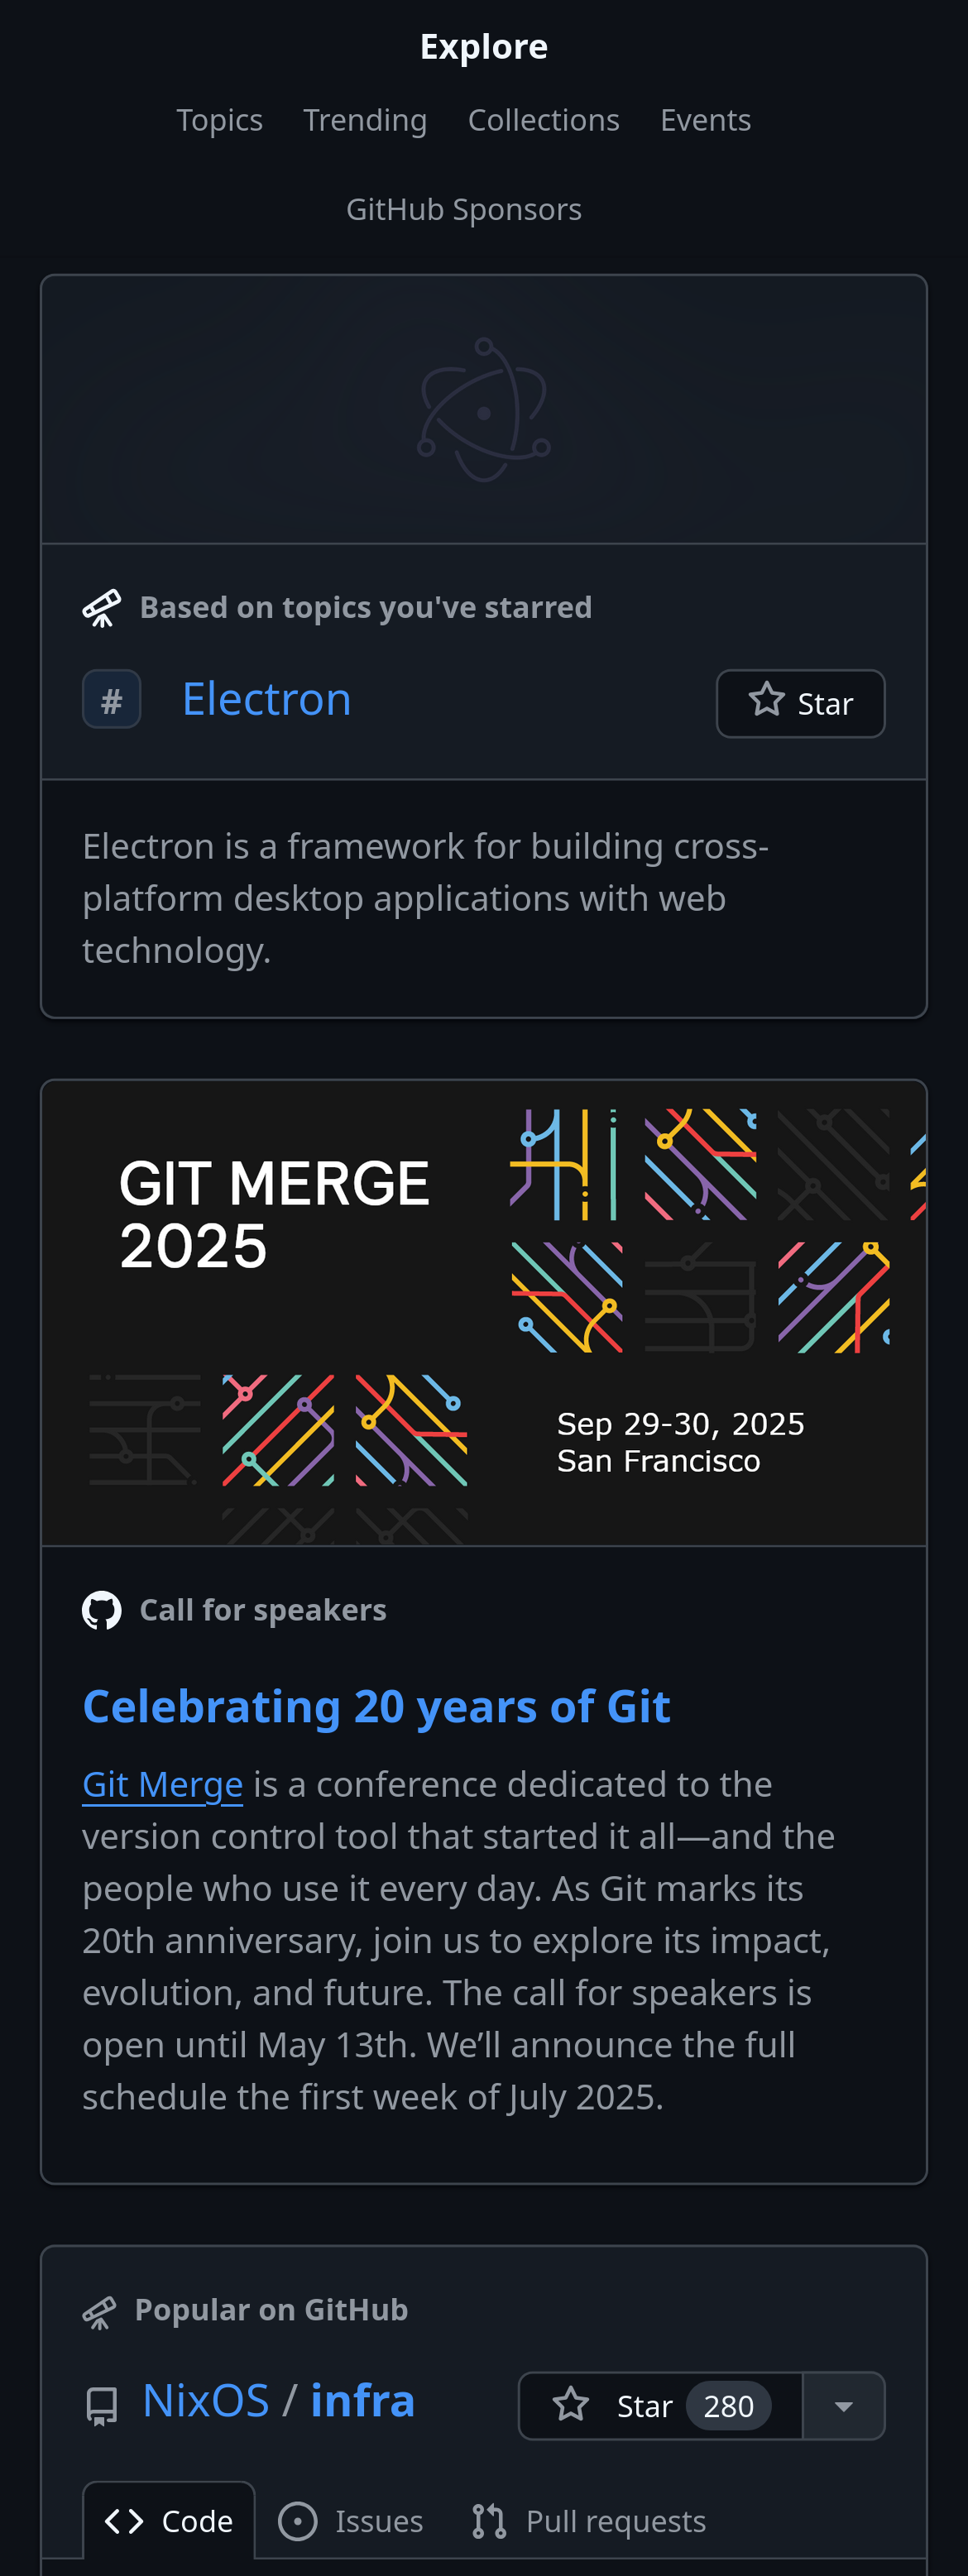 Explore
Topics Trending Collections Events
GitHub Sponsors
Based on topics you've starred
# Electron Star
Electron is a framework for building cross-
platform desktop applications with web
technology.
GIT MERGE
2025
Sep 29-30, 2025
San Francisco
Call for speakers
Celebrating 20 years of Git
Git Merge is a conference dedicated to the
version control tool that started it all—and the
people who use it every day. As Git marks its
20th anniversary, join us to explore its impact,
evolution, and future. The call for speakers is
open until May 13th. We’ll announce the full
schedule the first week of July 2025.
Popular on GitHub
NixOS / infra Star 280
Code Issues Pull requests